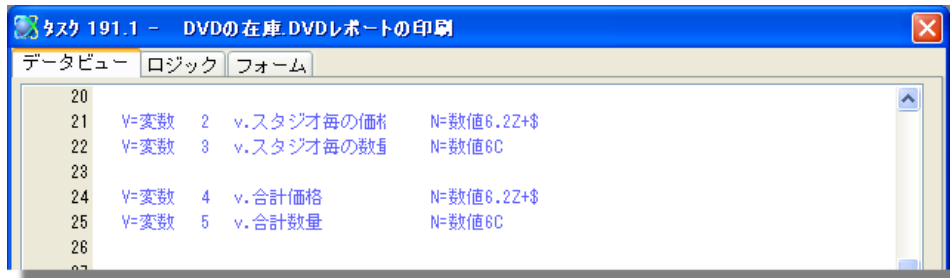 タスク 191.1 - DVDの在庫.DVDレポートの印刷
データビュー ロジック フォーム
20
21 V=変数 2 v.スタジオ毎の価格 N=数値6.2Z+$
22 V=変数 3 v.スタジオ毎の数量 N=数値6C
23
24 V=変数 4 v.合計価格 N=数値6.2Z+$
25 V=変数 5 v.合計数量 N=数値6C
26
27